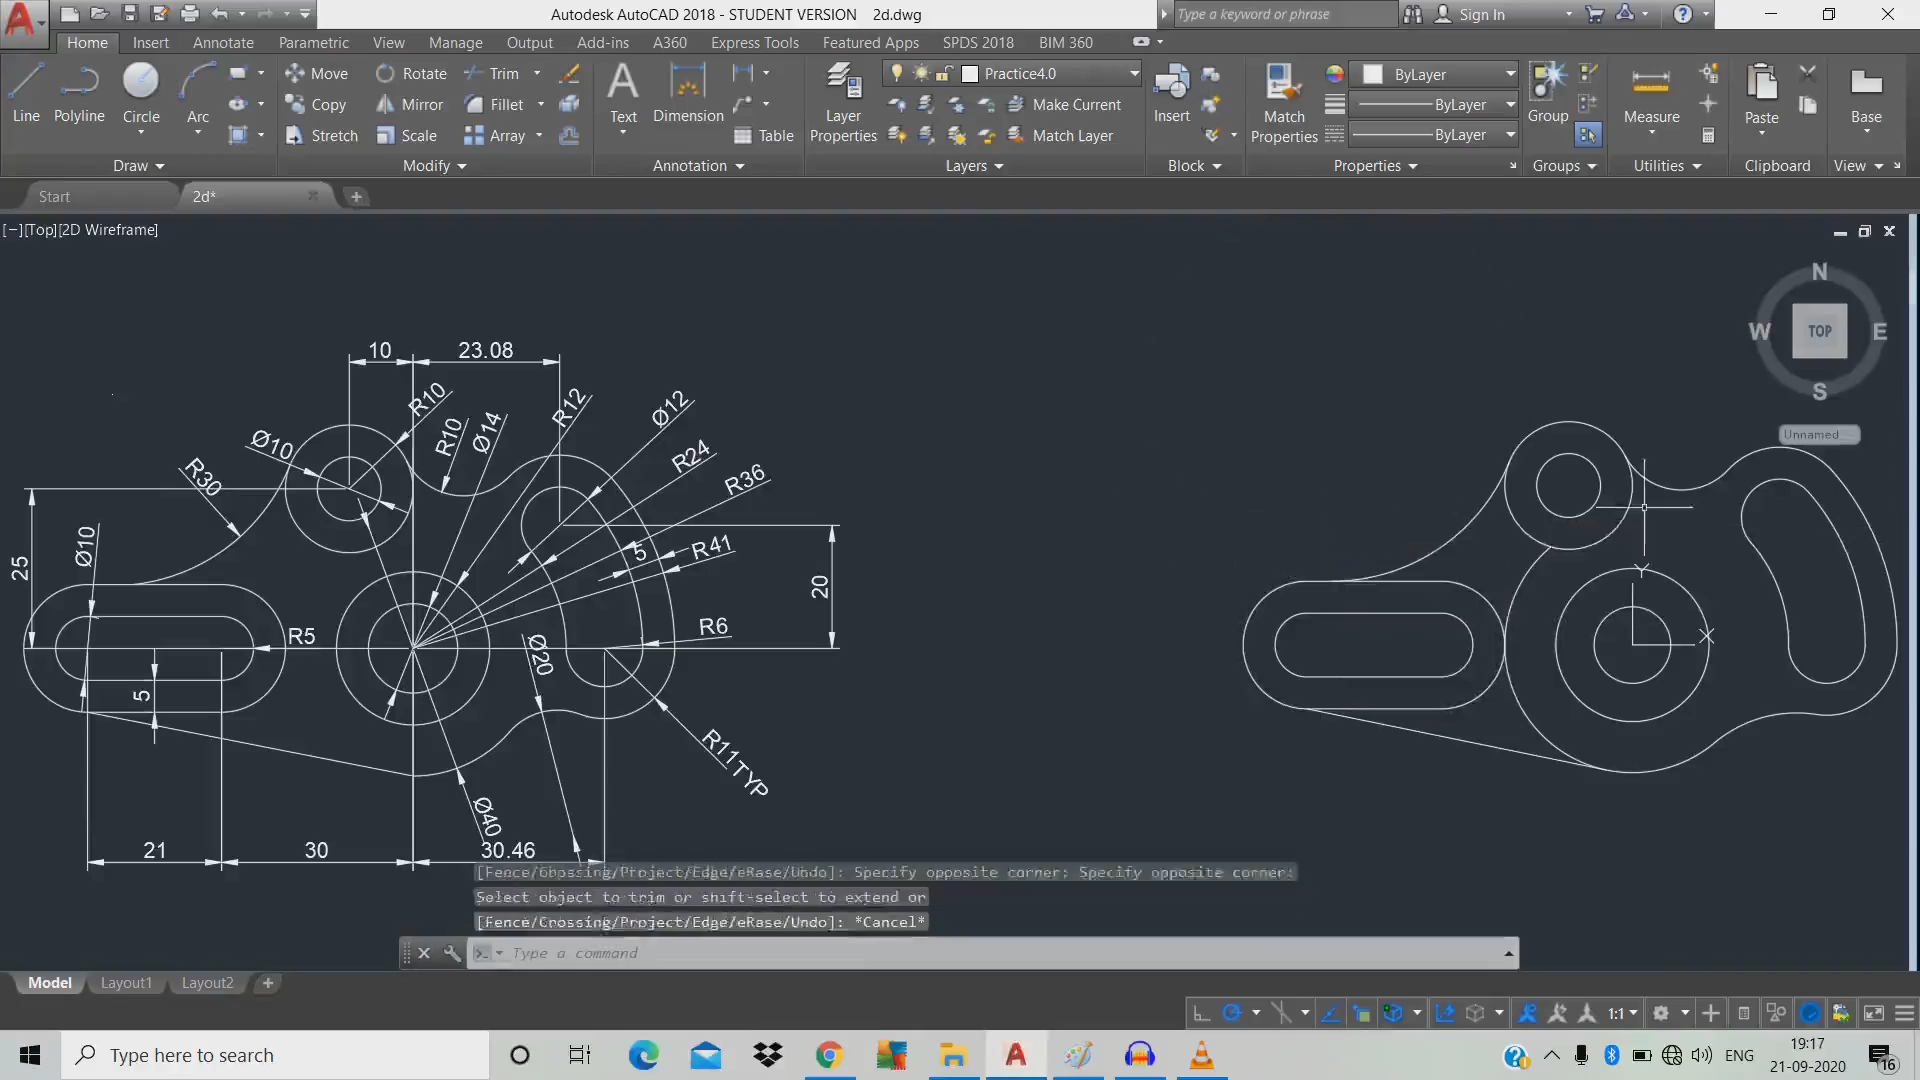 Autodesk AutoCAD 2018 - STUDENT VERSION 2d.dwg
Type a keyword or phrase
Sign In
Home Insert Annotate Parametric View Manage Output Add-ins A360 Express Tools Featured Apps SPDS 2018 BIM 360
Line Polyline Circle Arc
Move Rotate Trim
Copy Mirror Fillet
Stretch Scale Array
Text Dimension
Table
Layer Properties
Practice4.0
Make Current
Match Layer
Insert
Match Properties
ByLayer
ByLayer
ByLayer
Group
Measure
Paste
Base
Draw Modify Annotation Layers Block Properties Groups Utilities Clipboard View
Start 2d*
[−][Top][2D Wireframe]
N
W TOP E
S
Unnamed...
10 23.08
R10
R10
Ø14
R12
Ø12
Ø10
R30
R24
R36
25
Ø10
5
R41
20
R5
R6
Ø20
5
R11TYP
Ø40
21 30 30.46
Y
X
[Fence/Crossing/Project/Edge/eRase/Undo]: Specify opposite corner: Specify opposite corner:
Select object to trim or shift-select to extend or
[Fence/Crossing/Project/Edge/eRase/Undo]: *Cancel*
Type a command
Model Layout1 Layout2
1:1
Type here to search
ENG
19:17
21-09-2020
16